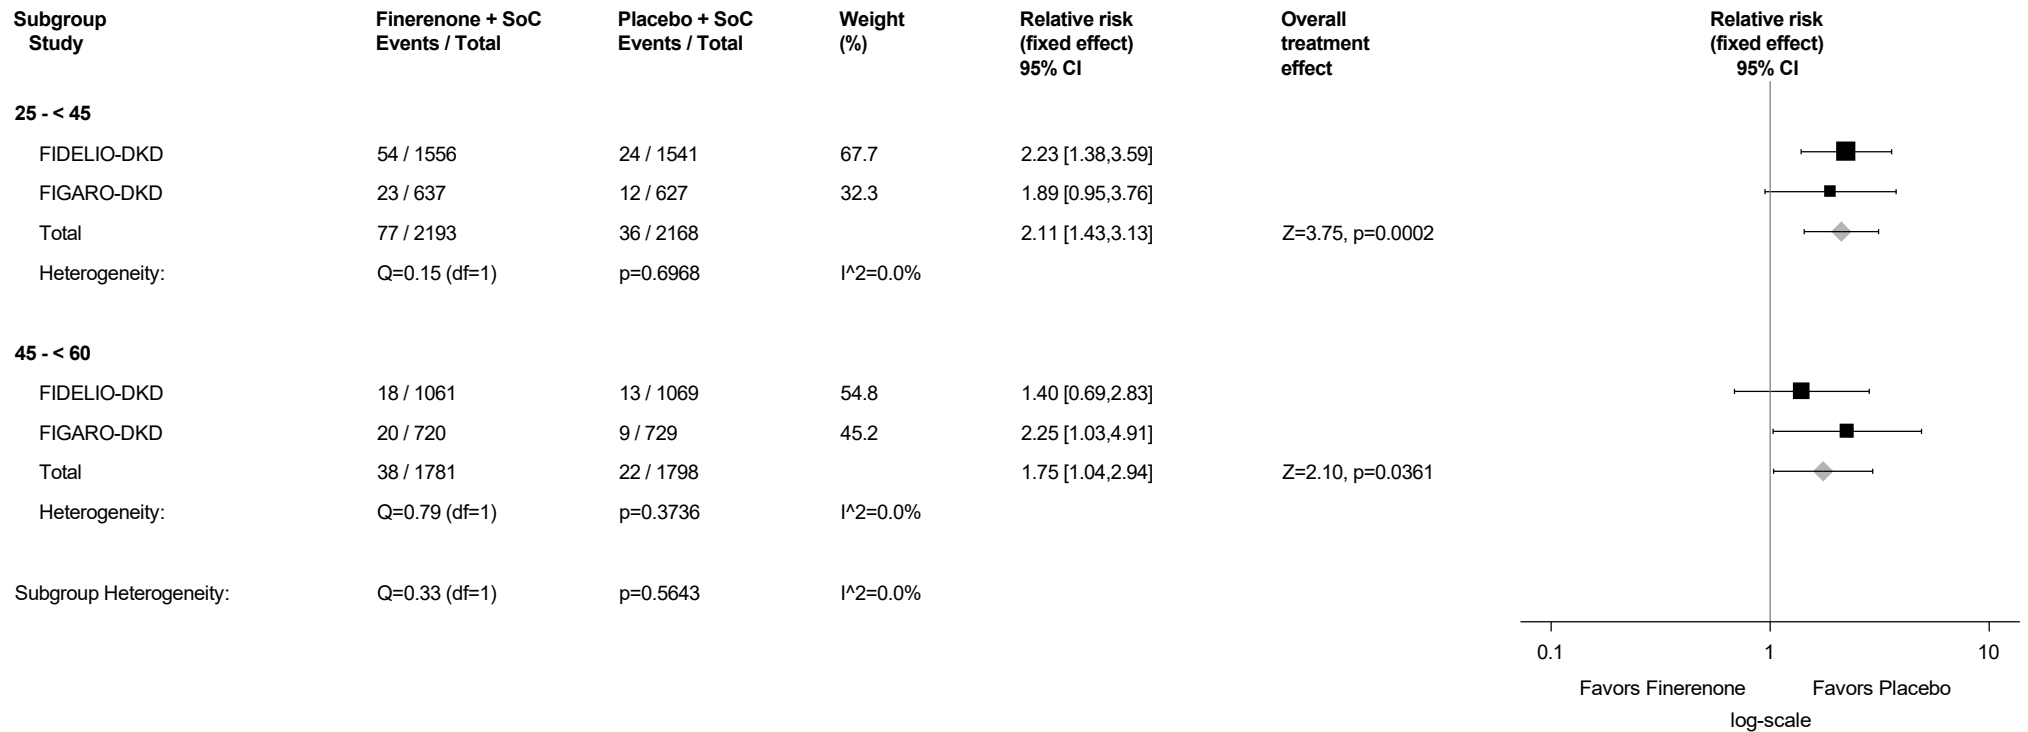 Subgroup Finerenone + SoC Placebo + SoC Weight Relative risk Overall Relative risk
Study Events / Total Events / Total (%) (fixed effect) treatment (fixed effect)
95% CI effect 95% CI
25 - < 45
FIDELIO-DKD 54 / 1556 24 / 1541 67.7 2.23 [1.38,3.59]
FIGARO-DKD 23 / 637 12 / 627 32.3 1.89 [0.95,3.76]
Total 77 / 2193 36 / 2168 2.11 [1.43,3.13] Z=3.75, p=0.0002
Heterogeneity: Q=0.15 (df=1) p=0.6968 I^2=0.0%
45 - < 60
FIDELIO-DKD 18 / 1061 13 / 1069 54.8 1.40 [0.69,2.83]
FIGARO-DKD 20 / 720 9 / 729 45.2 2.25 [1.03,4.91]
Total 38 / 1781 22 / 1798 1.75 [1.04,2.94] Z=2.10, p=0.0361
Heterogeneity: Q=0.79 (df=1) p=0.3736 I^2=0.0%
Subgroup Heterogeneity: Q=0.33 (df=1) p=0.5643 I^2=0.0%
0.1 1 10
Favors Finerenone Favors Placebo
log-scale